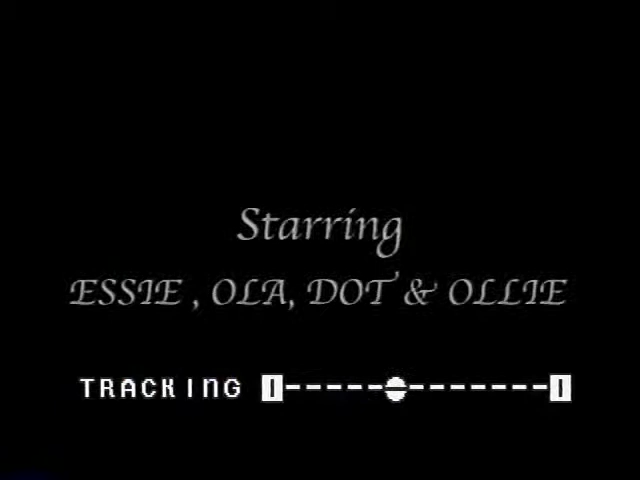 Starring
ESSIE , OLA, DOT & OLLIE
TRACKING